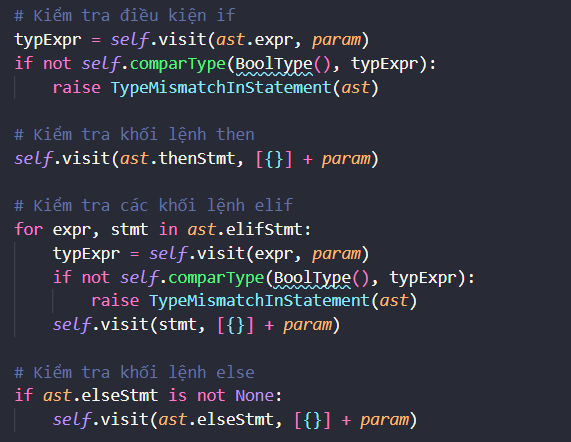 # Kiểm tra điều kiện if
typExpr = self.visit(ast.expr, param)
if not self.comparType(BoolType(), typExpr):
    raise TypeMismatchInStatement(ast)

# Kiểm tra khối lệnh then
self.visit(ast.thenStmt, [{}] + param)

# Kiểm tra các khối lệnh elif
for expr, stmt in ast.elifStmt:
    typExpr = self.visit(expr, param)
    if not self.comparType(BoolType(), typExpr):
        raise TypeMismatchInStatement(ast)
    self.visit(stmt, [{}] + param)

# Kiểm tra khối lệnh else
if ast.elseStmt is not None:
    self.visit(ast.elseStmt, [{}] + param)